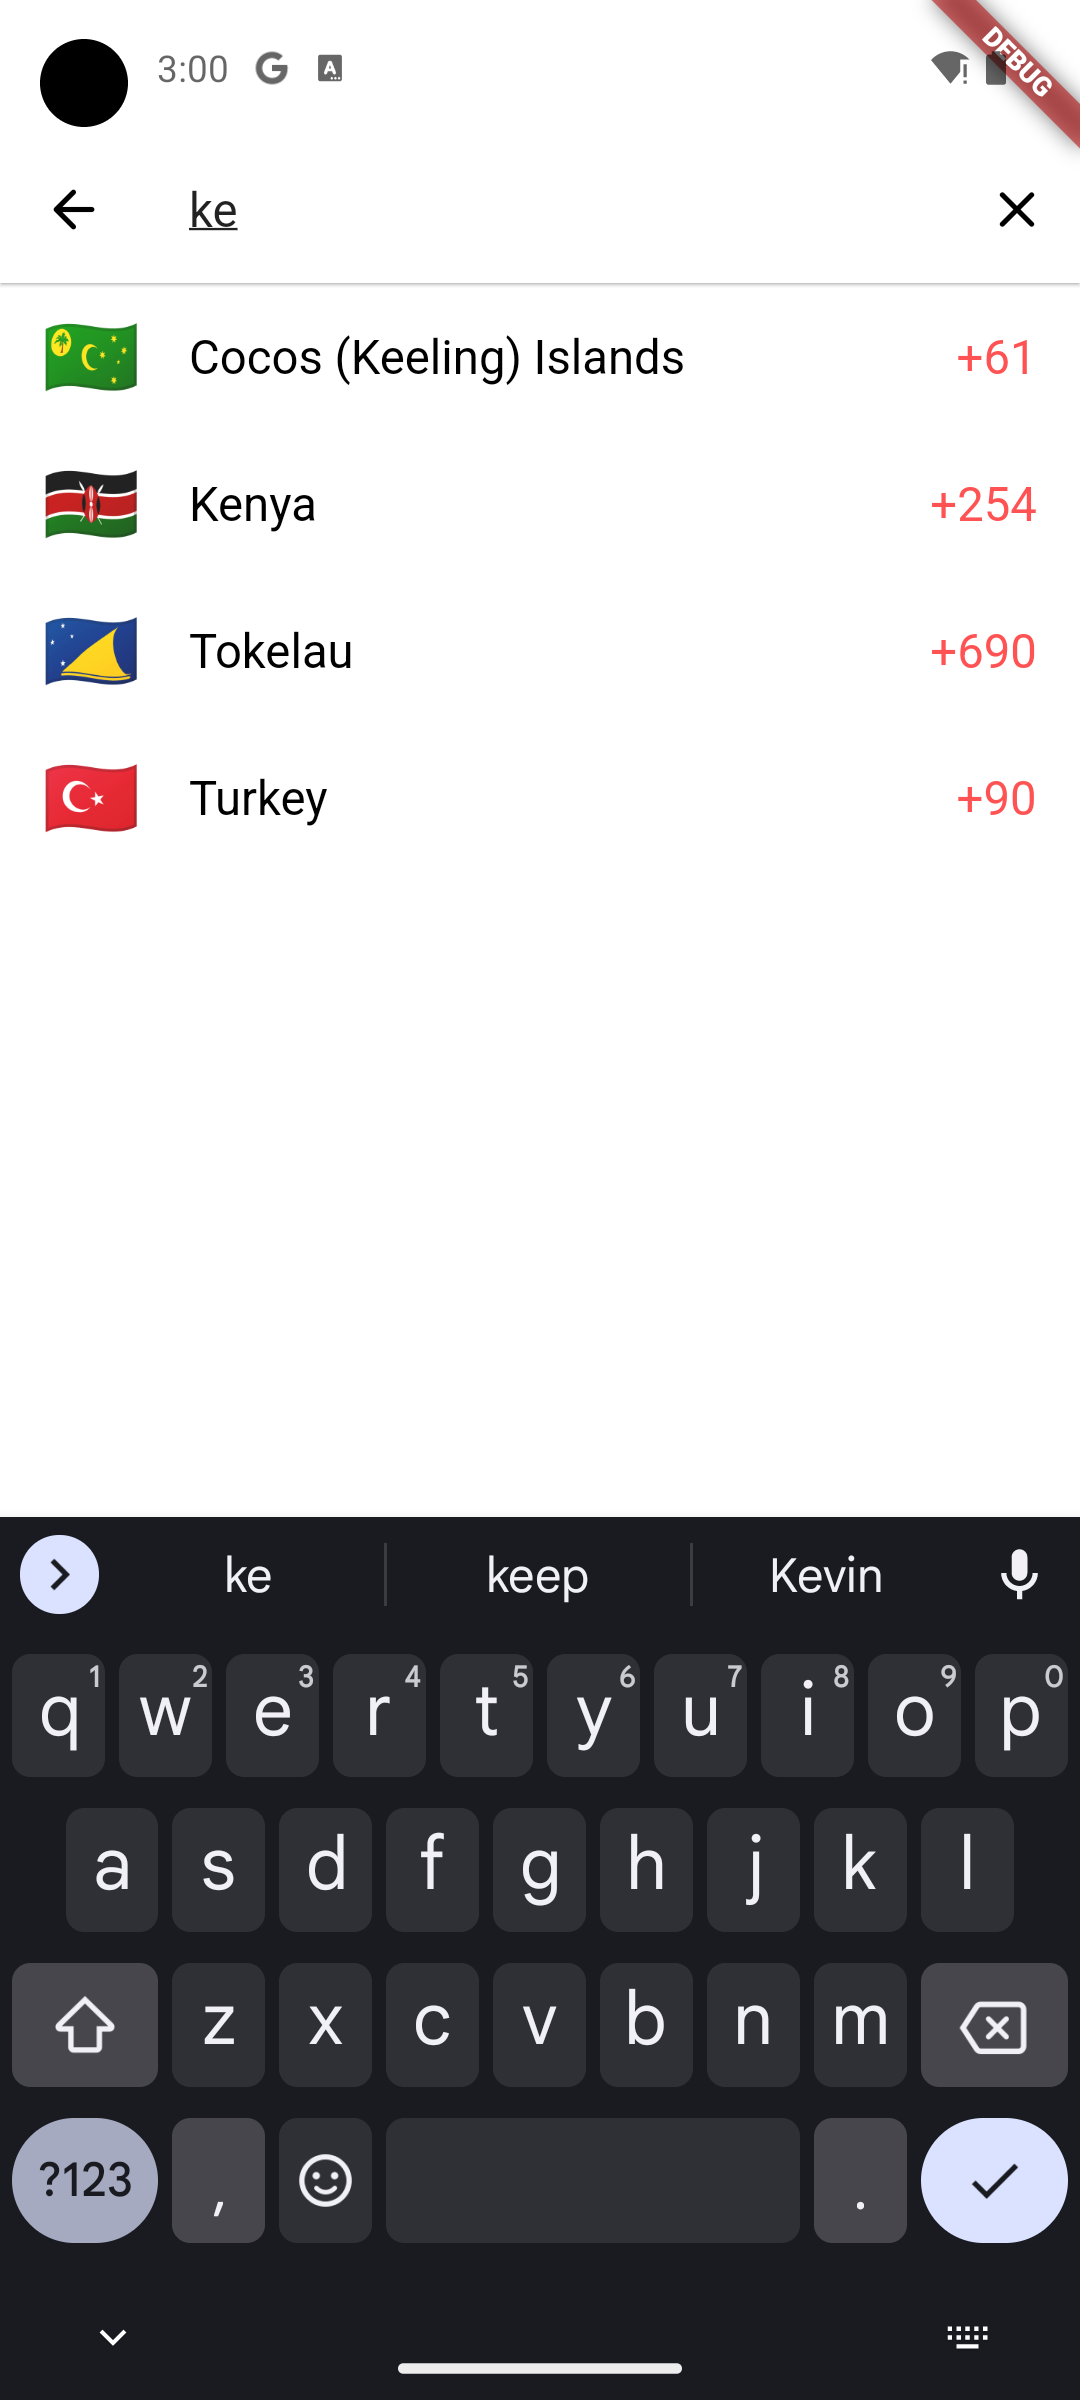 3:00
DEBUG
ke
Cocos (Keeling) Islands +61
Kenya +254
Tokelau +690
Turkey +90
ke keep Kevin
q1 w2 e3 r4 t5 y6 u7 i8 o9 p0
a s d f g h j k l
z x c v b n m
?123 , .